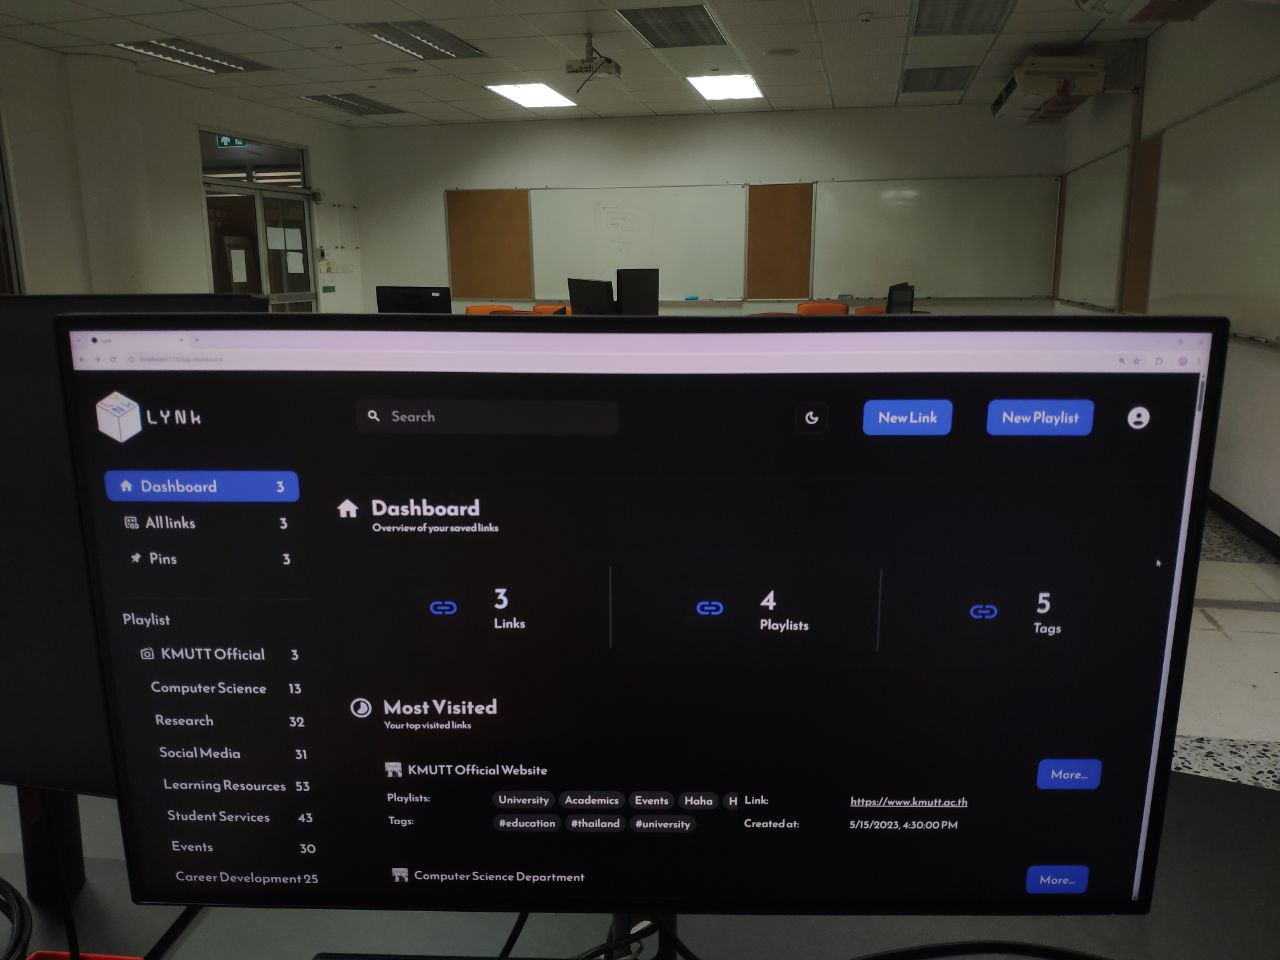 Lynk
LYNK
Search
New Link
New Playlist
Dashboard 3
All links 3
Pins 3
Playlist
KMUTT Official 3
Computer Science 13
Research 32
Social Media 31
Learning Resources 53
Student Services 43
Events 30
Career Development 25
Dashboard
Overview of your saved links
3
Links
4
Playlists
5
Tags
Most Visited
Your top visited links
KMUTT Official Website
More...
Playlists: University Academics Events Haha H
Link: https://www.kmutt.ac.th
Tags: #education #thailand #university
Created at: 5/15/2023, 4:30:00 PM
Computer Science Department
More...